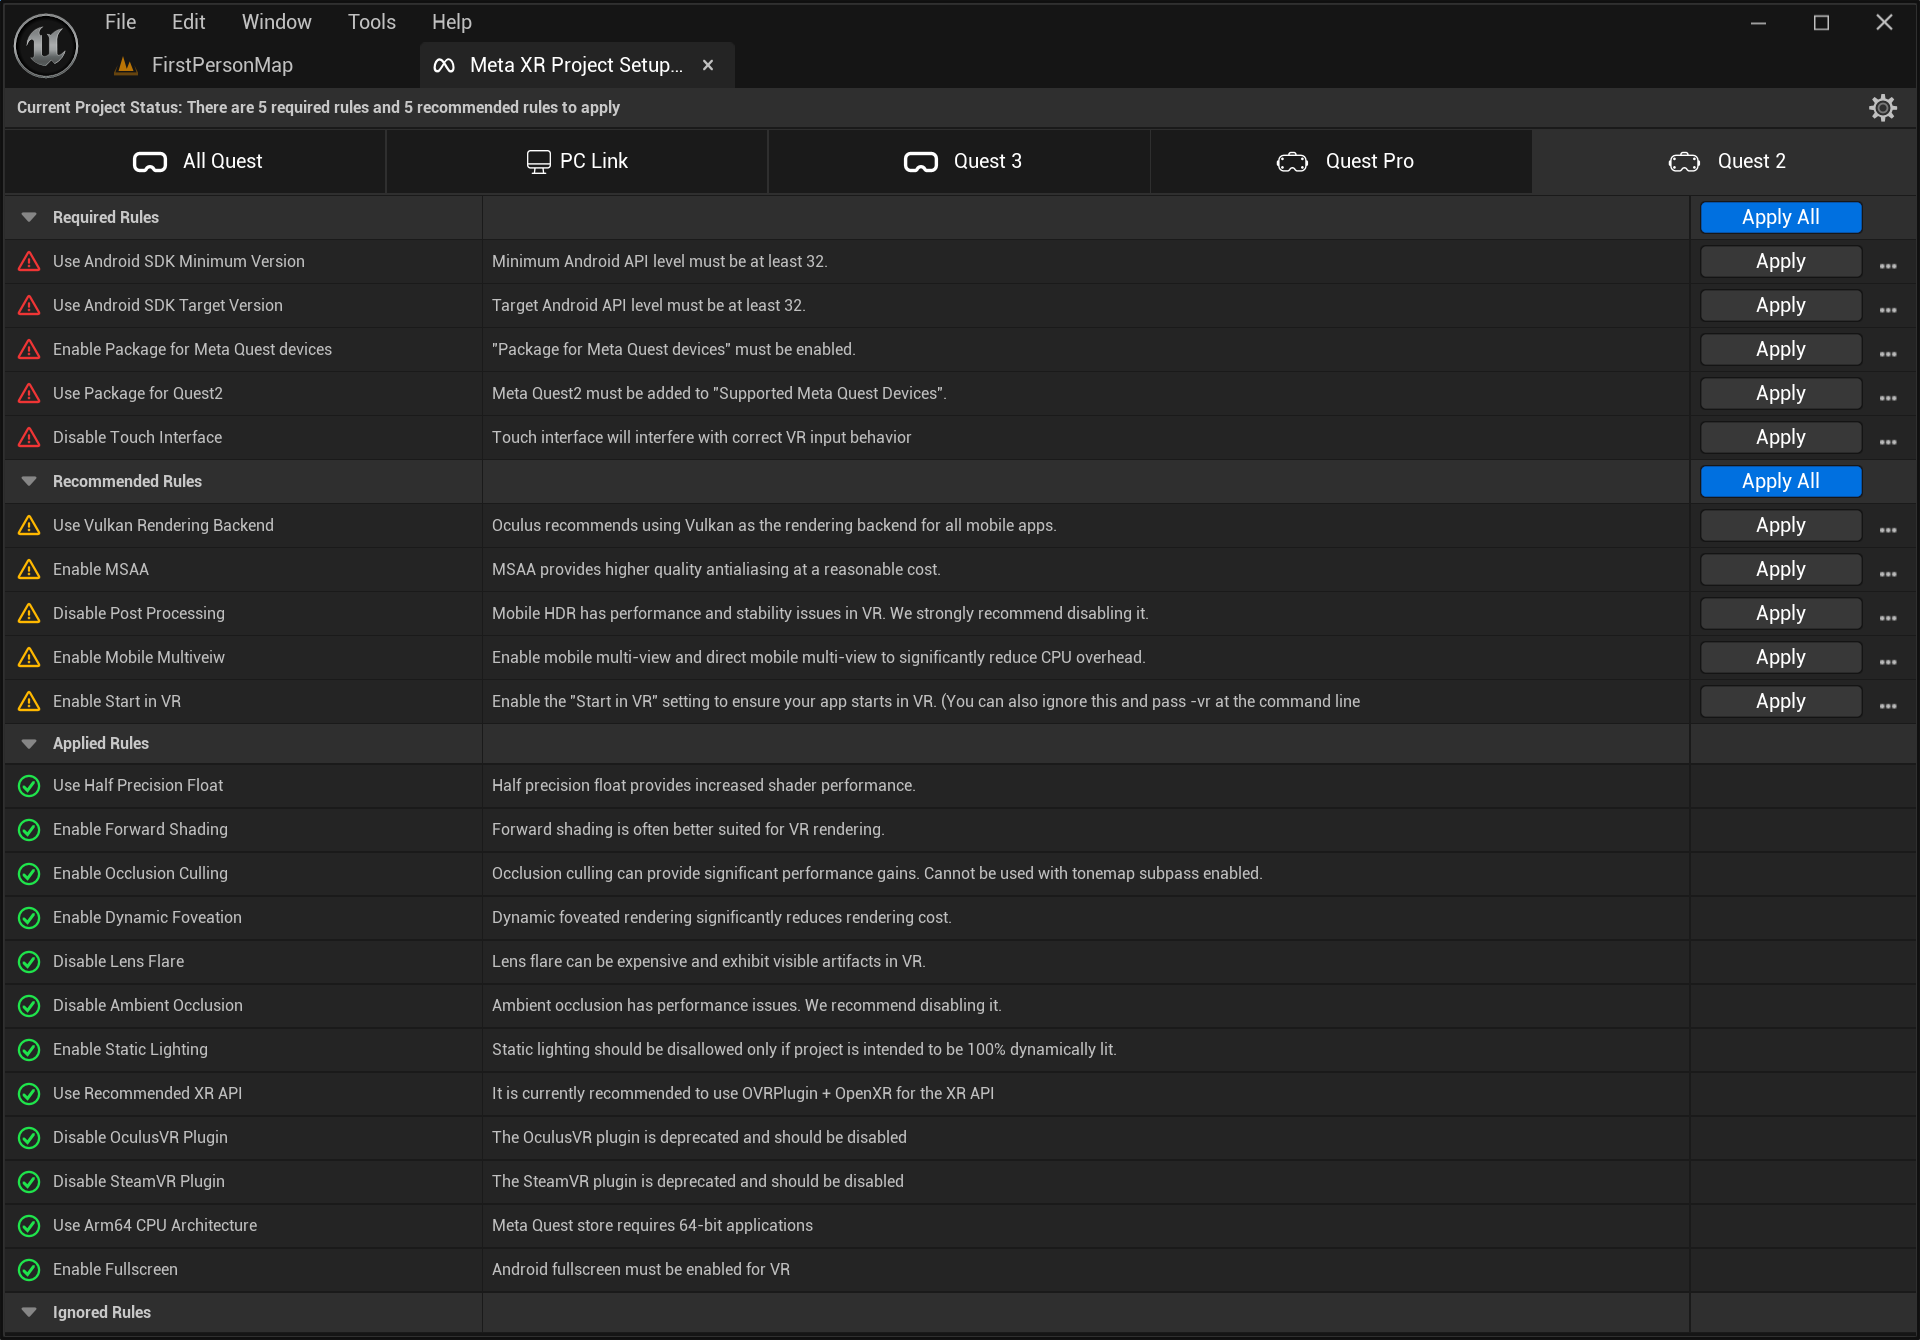 File Edit Window Tools Help
FirstPersonMap Meta XR Project Setup...
Current Project Status: There are 5 required rules and 5 recommended rules to apply
All Quest PC Link Quest 3 Quest Pro Quest 2
Required Rules Apply All
Use Android SDK Minimum Version Minimum Android API level must be at least 32. Apply ...
Use Android SDK Target Version Target Android API level must be at least 32. Apply ...
Enable Package for Meta Quest devices "Package for Meta Quest devices" must be enabled. Apply ...
Use Package for Quest2 Meta Quest2 must be added to "Supported Meta Quest Devices". Apply ...
Disable Touch Interface Touch interface will interfere with correct VR input behavior Apply ...
Recommended Rules Apply All
Use Vulkan Rendering Backend Oculus recommends using Vulkan as the rendering backend for all mobile apps. Apply ...
Enable MSAA MSAA provides higher quality antialiasing at a reasonable cost. Apply ...
Disable Post Processing Mobile HDR has performance and stability issues in VR. We strongly recommend disabling it. Apply ...
Enable Mobile Multiveiw Enable mobile multi-view and direct mobile multi-view to significantly reduce CPU overhead. Apply ...
Enable Start in VR Enable the "Start in VR" setting to ensure your app starts in VR. (You can also ignore this and pass -vr at the command line Apply ...
Applied Rules
Use Half Precision Float Half precision float provides increased shader performance.
Enable Forward Shading Forward shading is often better suited for VR rendering.
Enable Occlusion Culling Occlusion culling can provide significant performance gains. Cannot be used with tonemap subpass enabled.
Enable Dynamic Foveation Dynamic foveated rendering significantly reduces rendering cost.
Disable Lens Flare Lens flare can be expensive and exhibit visible artifacts in VR.
Disable Ambient Occlusion Ambient occlusion has performance issues. We recommend disabling it.
Enable Static Lighting Static lighting should be disallowed only if project is intended to be 100% dynamically lit.
Use Recommended XR API It is currently recommended to use OVRPlugin + OpenXR for the XR API
Disable OculusVR Plugin The OculusVR plugin is deprecated and should be disabled
Disable SteamVR Plugin The SteamVR plugin is deprecated and should be disabled
Use Arm64 CPU Architecture Meta Quest store requires 64-bit applications
Enable Fullscreen Android fullscreen must be enabled for VR
Ignored Rules